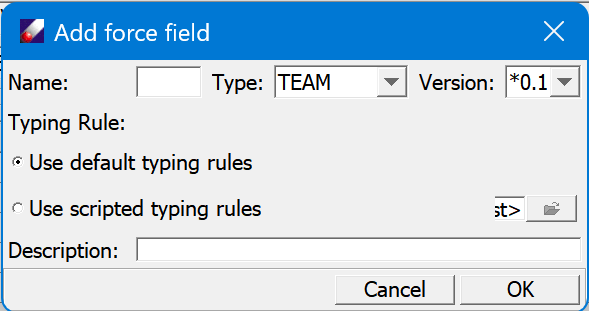 Add force field
Name: Type: TEAM Version: *0.1
Typing Rule:
Use default typing rules
Use scripted typing rules st>
Description:
Cancel OK